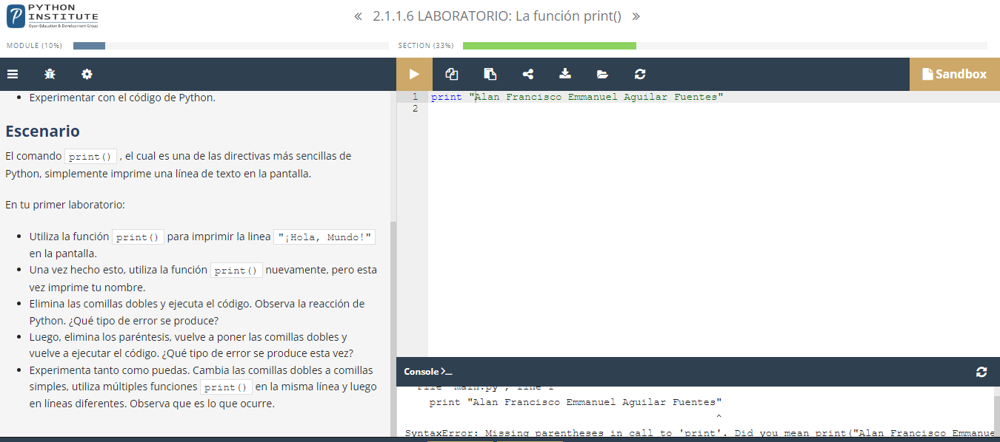 PYTHON
INSTITUTE
Open Education & Development Group
« 2.1.1.6 LABORATORIO: La función print() »
MODULE (10%)
SECTION (33%)
Sandbox
• Experimentar con el código de Python.
Escenario
El comando print() , el cual es una de las directivas más sencillas de
Python, simplemente imprime una línea de texto en la pantalla.
En tu primer laboratorio:
• Utiliza la función print() para imprimir la linea "¡Hola, Mundo!"
en la pantalla.
• Una vez hecho esto, utiliza la función print() nuevamente, pero esta
vez imprime tu nombre.
• Elimina las comillas dobles y ejecuta el código. Observa la reacción de
Python. ¿Qué tipo de error se produce?
• Luego, elimina los paréntesis, vuelve a poner las comillas dobles y
vuelve a ejecutar el código. ¿Qué tipo de error se produce esta vez?
• Experimenta tanto como puedas. Cambia las comillas dobles a comillas
simples, utiliza múltiples funciones print() en la misma línea y luego
en líneas diferentes. Observa que es lo que ocurre.
1 print "Alan Francisco Emmanuel Aguilar Fuentes"
2
Console >_
File "main.py", line 1
print "Alan Francisco Emmanuel Aguilar Fuentes"
^
SyntaxError: Missing parentheses in call to 'print'. Did you mean print("Alan Francisco Emmanue